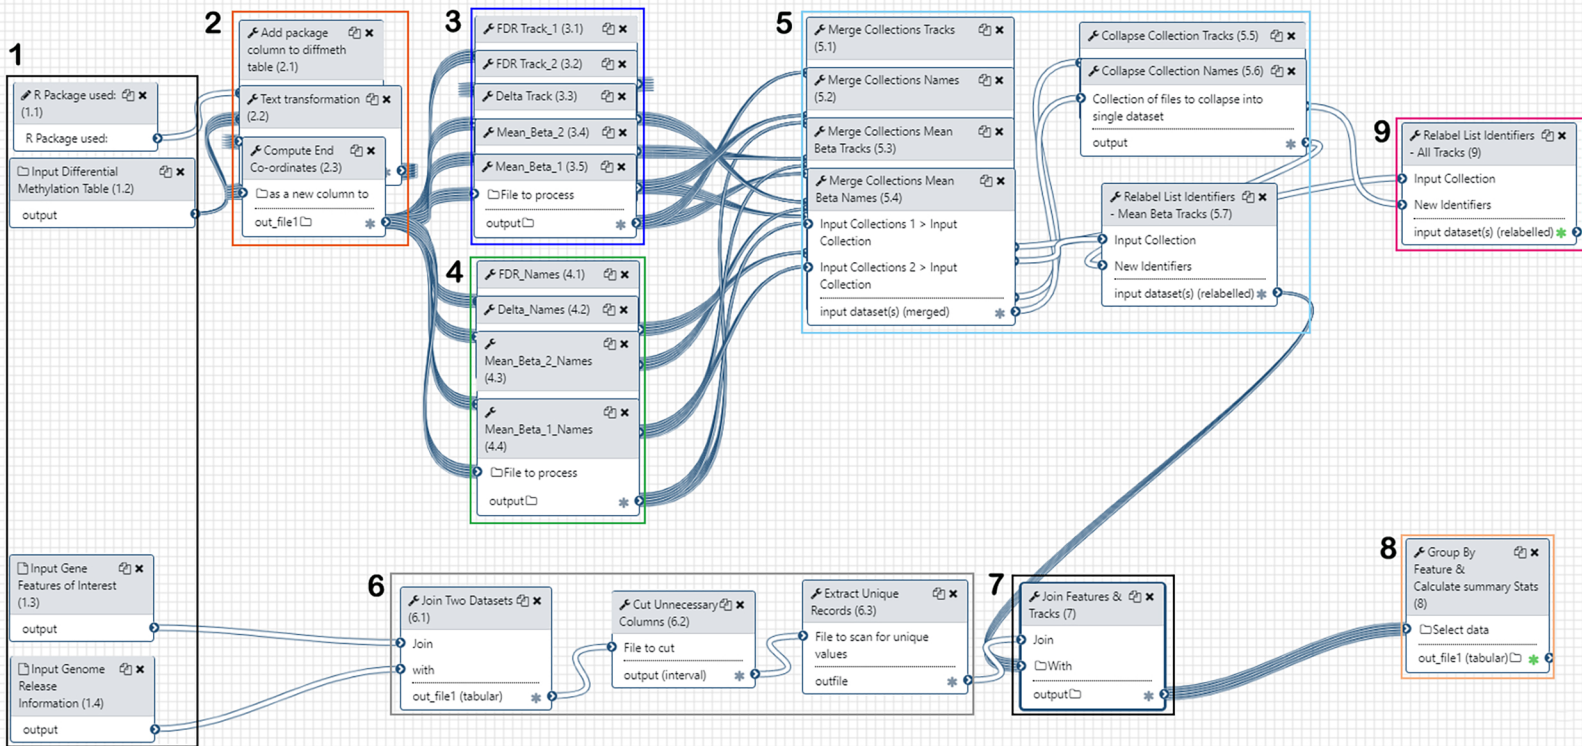 1
R Package used:
(1.1)
R Package used:
Input Differential
Methylation Table (1.2)
output
Input Gene
Features of Interest
(1.3)
output
Input Genome
Release
Information (1.4)
output
2
Add package
column to diffmeth
table (2.1)
Text transformation
(2.2)
Compute End
Co-ordinates (2.3)
as a new column to
out_file1
3
FDR Track_1 (3.1)
FDR Track_2 (3.2)
Delta Track (3.3)
Mean_Beta_2 (3.4)
Mean_Beta_1 (3.5)
File to process
output
4
FDR_Names (4.1)
Delta_Names (4.2)
Mean_Beta_2_Names
(4.3)
Mean_Beta_1_Names
(4.4)
File to process
output
5
Merge Collections Tracks
(5.1)
Merge Collections Names
(5.2)
Merge Collections Mean
Beta Tracks (5.3)
Merge Collections Mean
Beta Names (5.4)
Input Collections 1 > Input
Collection
Input Collections 2 > Input
Collection
input dataset(s) (merged)
Collapse Collection Tracks (5.5)
Collapse Collection Names (5.6)
Collection of files to collapse into
single dataset
output
Relabel List Identifiers
- Mean Beta Tracks (5.7)
Input Collection
New Identifiers
input dataset(s) (relabelled)
6
Join Two Datasets
(6.1)
Join
with
out_file1 (tabular)
Cut Unnecessary
Columns (6.2)
File to cut
output (interval)
Extract Unique
Records (6.3)
File to scan for unique
values
outfile
7
Join Features &
Tracks (7)
Join
With
output
8
Group By
Feature &
Calculate summary Stats
(8)
Select data
out_file1 (tabular)
9
Relabel List Identifiers
- All Tracks (9)
Input Collection
New Identifiers
input dataset(s) (relabelled)